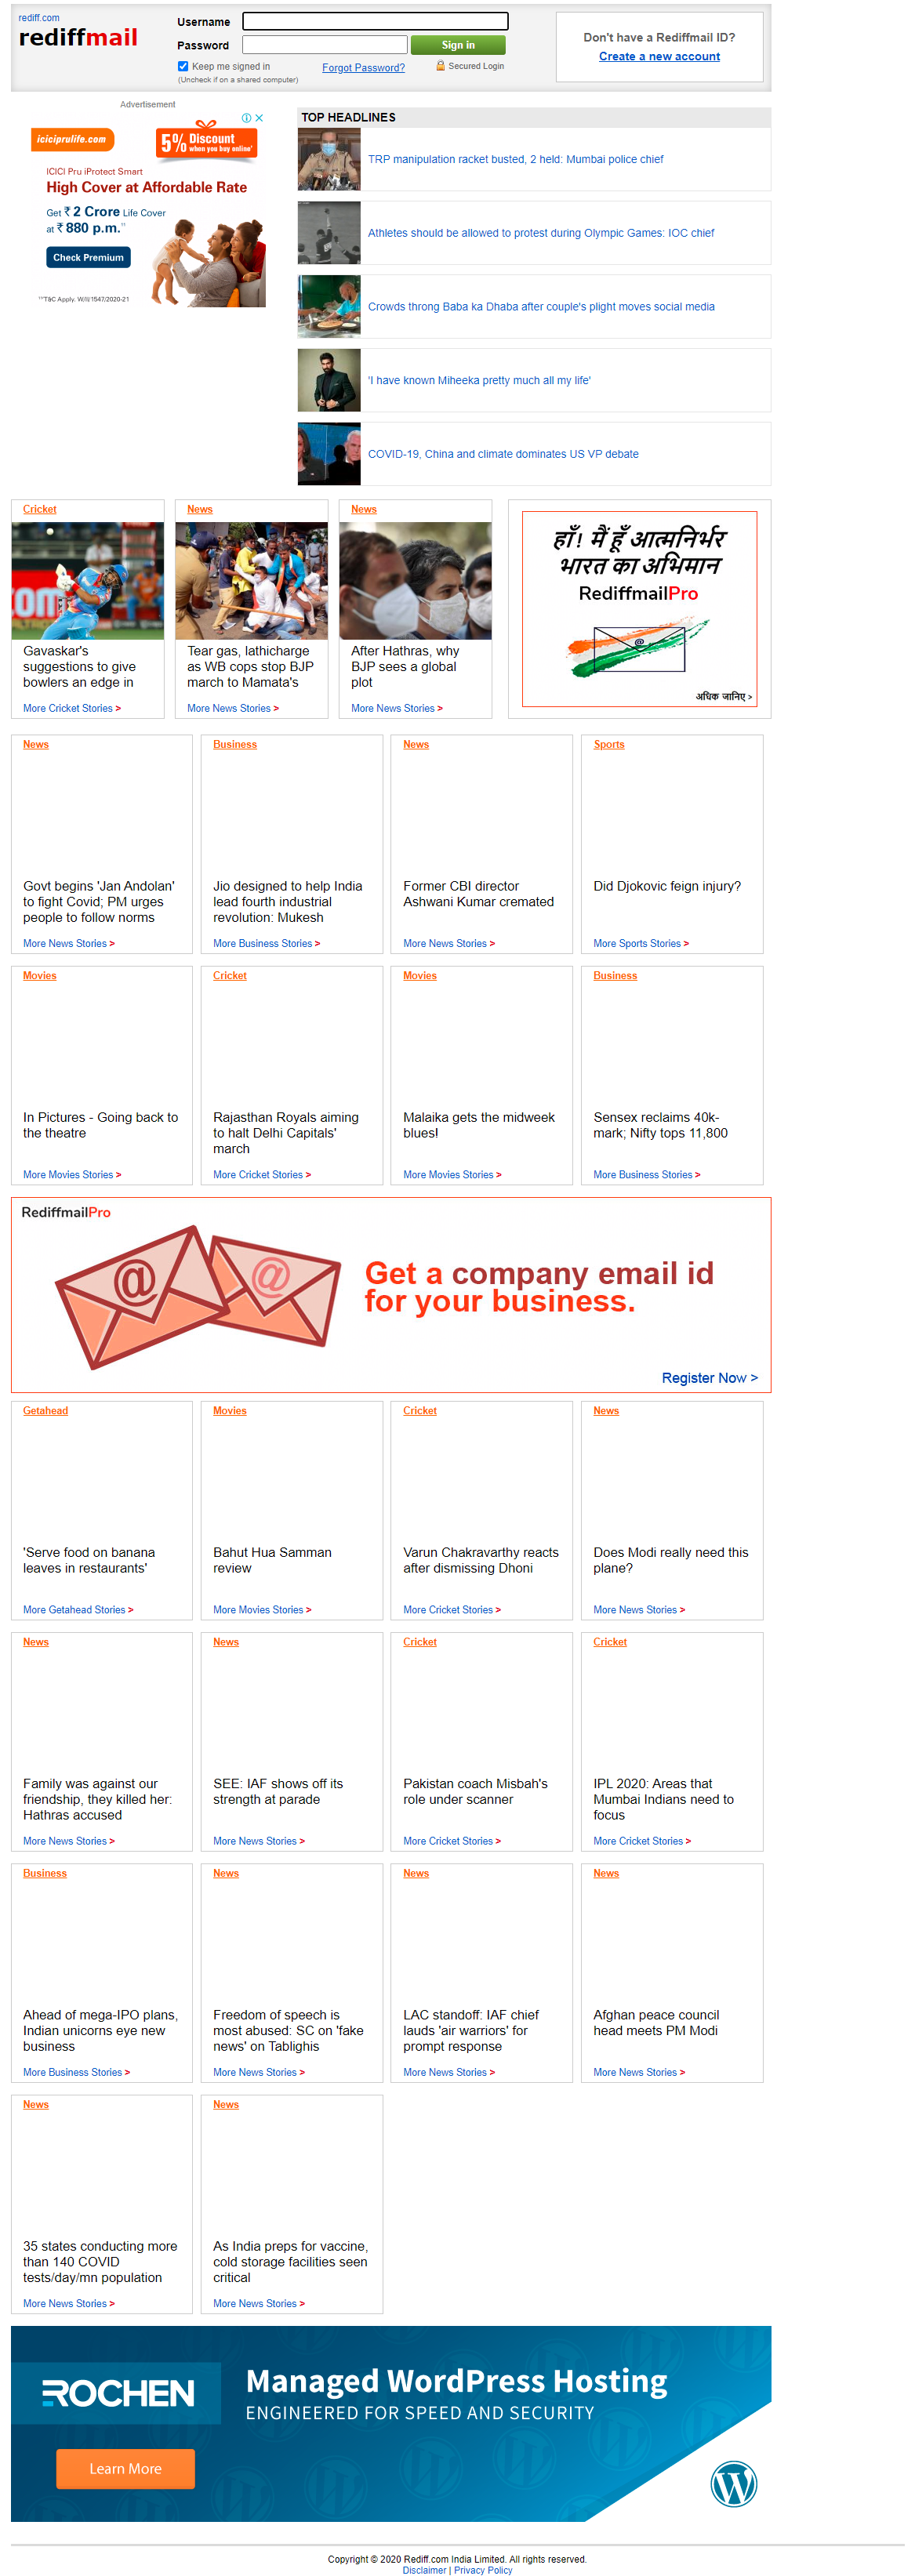 rediff.com
rediffmail
Username
Password
Sign in
Keep me signed in
Forgot Password?
Secured Login
(Uncheck if on a shared computer)
Don't have a Rediffmail ID?
Create a new account
Advertisement
iciciprulife.com
5% Discount
when you buy online*
ICICI Pru iProtect Smart
High Cover at Affordable Rate
Get ₹ 2 Crore Life Cover
at ₹ 880 p.m.
Check Premium
T&C Apply. W/II/1547/2020-21
TOP HEADLINES
TRP manipulation racket busted, 2 held: Mumbai police chief
Athletes should be allowed to protest during Olympic Games: IOC chief
Crowds throng Baba ka Dhaba after couple's plight moves social media
'I have known Miheeka pretty much all my life'
COVID-19, China and climate dominates US VP debate
Cricket
Gavaskar's
suggestions to give
bowlers an edge in
More Cricket Stories >
News
Tear gas, lathicharge
as WB cops stop BJP
march to Mamata's
More News Stories >
News
After Hathras, why
BJP sees a global
plot
More News Stories >
हाँ! मैं हूँ आत्मनिर्भर
भारत का अभिमान
RediffmailPro
@
अधिक जानिए >
News
Govt begins 'Jan Andolan'
to fight Covid; PM urges
people to follow norms
More News Stories >
Business
Jio designed to help India
lead fourth industrial
revolution: Mukesh
More Business Stories >
News
Former CBI director
Ashwani Kumar cremated
More News Stories >
Sports
Did Djokovic feign injury?
More Sports Stories >
Movies
In Pictures - Going back to
the theatre
More Movies Stories >
Cricket
Rajasthan Royals aiming
to halt Delhi Capitals'
march
More Cricket Stories >
Movies
Malaika gets the midweek
blues!
More Movies Stories >
Business
Sensex reclaims 40k-
mark; Nifty tops 11,800
More Business Stories >
RediffmailPro
@ @
Get a company email id
for your business.
Register Now >
Getahead
'Serve food on banana
leaves in restaurants'
More Getahead Stories >
Movies
Bahut Hua Samman
review
More Movies Stories >
Cricket
Varun Chakravarthy reacts
after dismissing Dhoni
More Cricket Stories >
News
Does Modi really need this
plane?
More News Stories >
News
Family was against our
friendship, they killed her:
Hathras accused
More News Stories >
News
SEE: IAF shows off its
strength at parade
More News Stories >
Cricket
Pakistan coach Misbah's
role under scanner
More Cricket Stories >
Cricket
IPL 2020: Areas that
Mumbai Indians need to
focus
More Cricket Stories >
Business
Ahead of mega-IPO plans,
Indian unicorns eye new
business
More Business Stories >
News
Freedom of speech is
most abused: SC on 'fake
news' on Tablighis
More News Stories >
News
LAC standoff: IAF chief
lauds 'air warriors' for
prompt response
More News Stories >
News
Afghan peace council
head meets PM Modi
More News Stories >
News
35 states conducting more
than 140 COVID
tests/day/mn population
More News Stories >
News
As India preps for vaccine,
cold storage facilities seen
critical
More News Stories >
ROCHEN
Managed WordPress Hosting
ENGINEERED FOR SPEED AND SECURITY
Learn More
Copyright © 2020 Rediff.com India Limited. All rights reserved.
Disclaimer | Privacy Policy